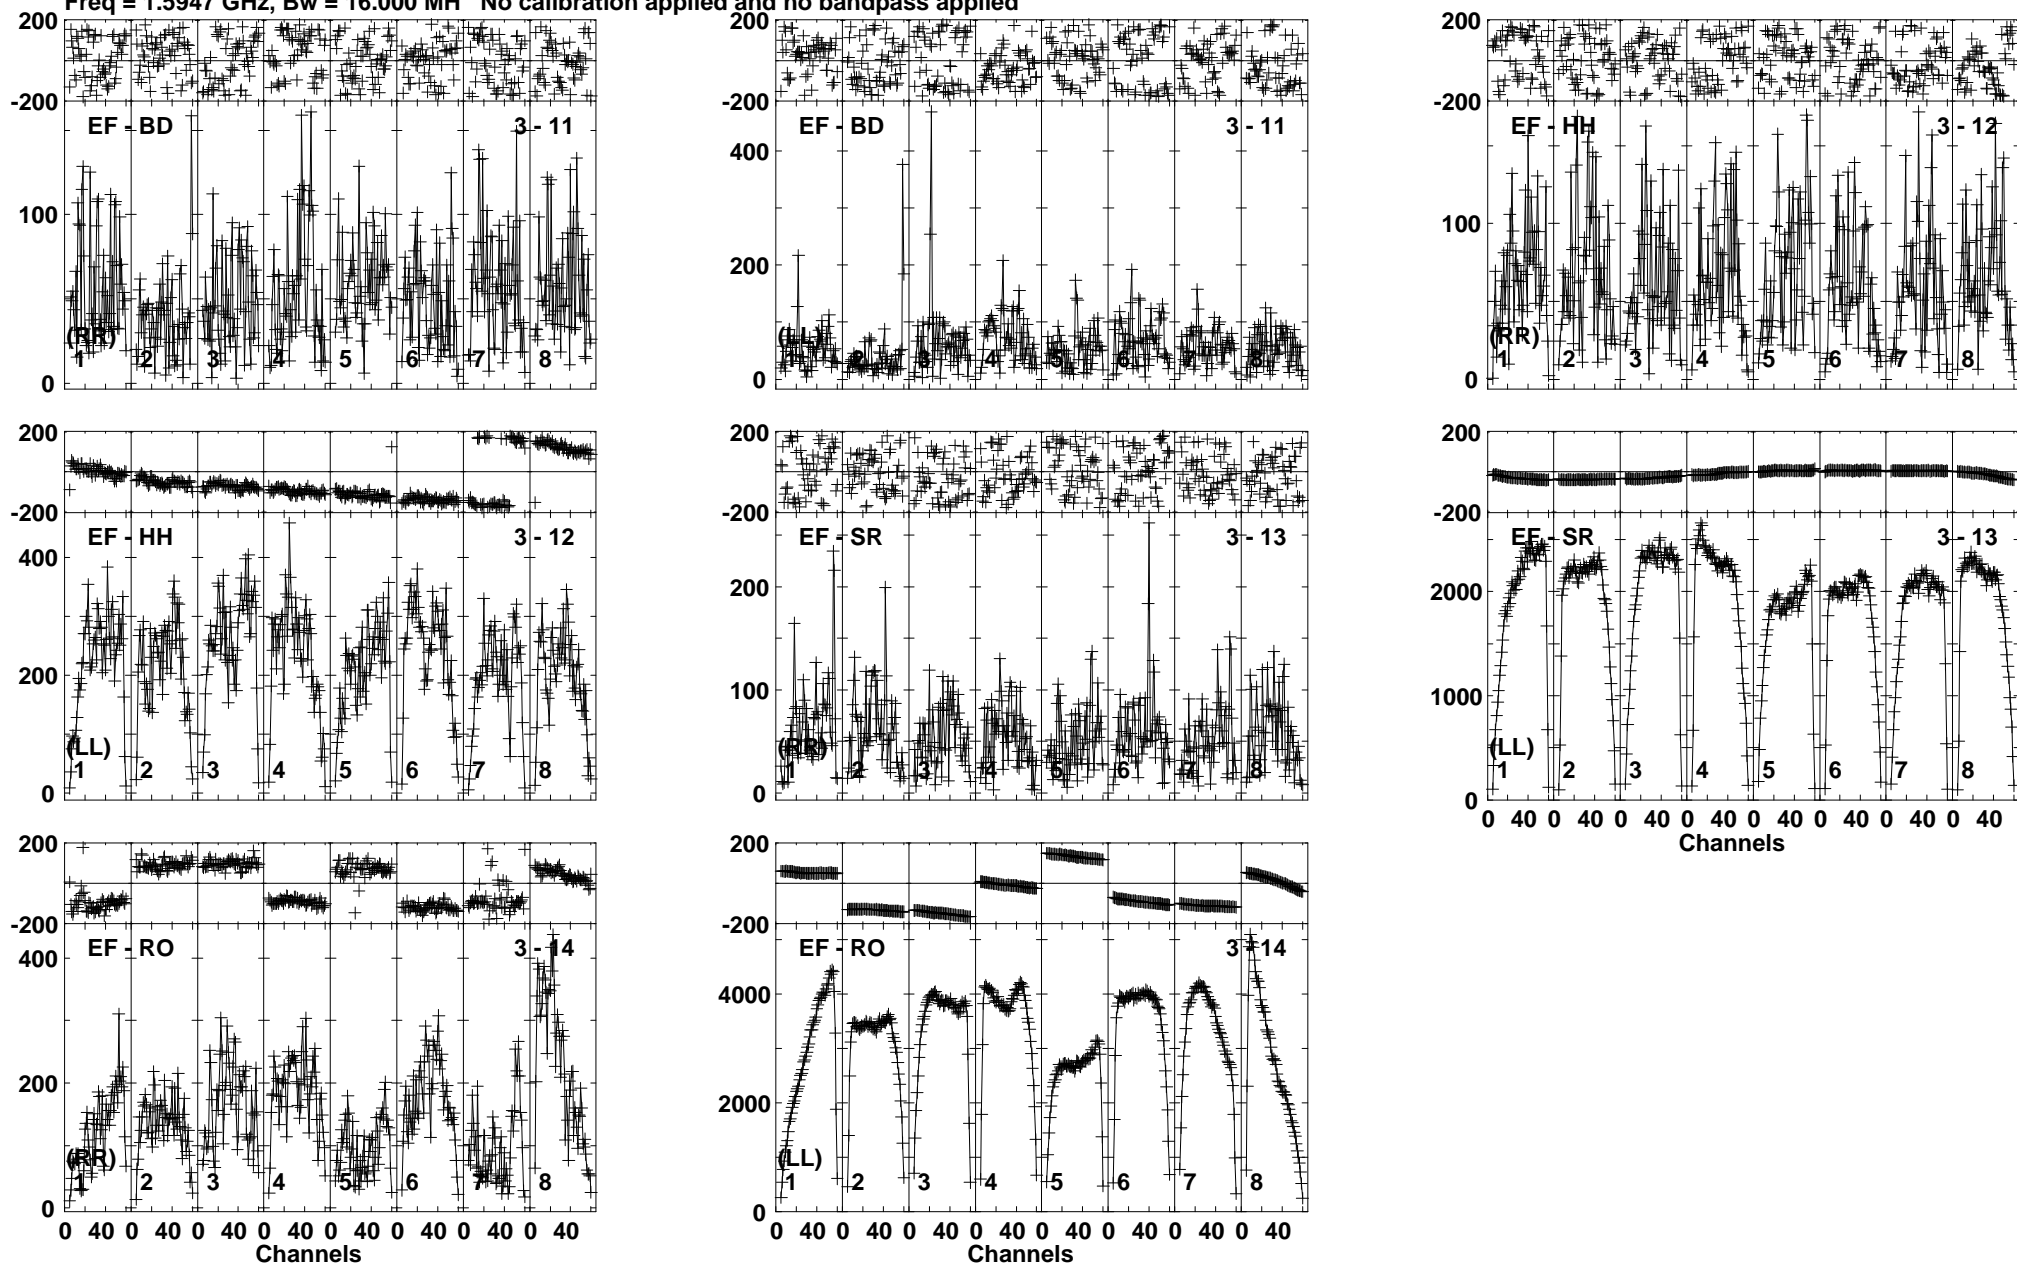 Freq = 1.5947 GHz, Bw = 16.000 MH No calibration applied and no bandpass applied
200
-200
EF - BD 3 - 11
100
0
(RR)
1 2 3 4 5 6 7 8
200
-200
EF - BD 3 - 11
400
200
0
(LL)
1 2 3 4 5 6 7 8
200
-200
EF - HH 3 - 12
100
0
(RR)
1 2 3 4 5 6 7 8
200
-200
EF - HH 3 - 12
400
200
0
(LL)
1 2 3 4 5 6 7 8
200
-200
EF - SR 3 - 13
200
100
0
(RR)
1 2 3 4 5 6 7 8
200
-200
EF - SR 3 - 13
2000
1000
0
(LL)
1 2 3 4 5 6 7 8
0 40 0 40 0 40 0 40 0 40 0 40 0 40 0 40
Channels
200
-200
EF - RO 3 - 14
400
200
0
(RR)
1 2 3 4 5 6 7 8
0 40 0 40 0 40 0 40 0 40 0 40 0 40 0 40
Channels
200
-200
EF - RO 3 - 14
4000
2000
0
(LL)
1 2 3 4 5 6 7 8
0 40 0 40 0 40 0 40 0 40 0 40 0 40 0 40
Channels